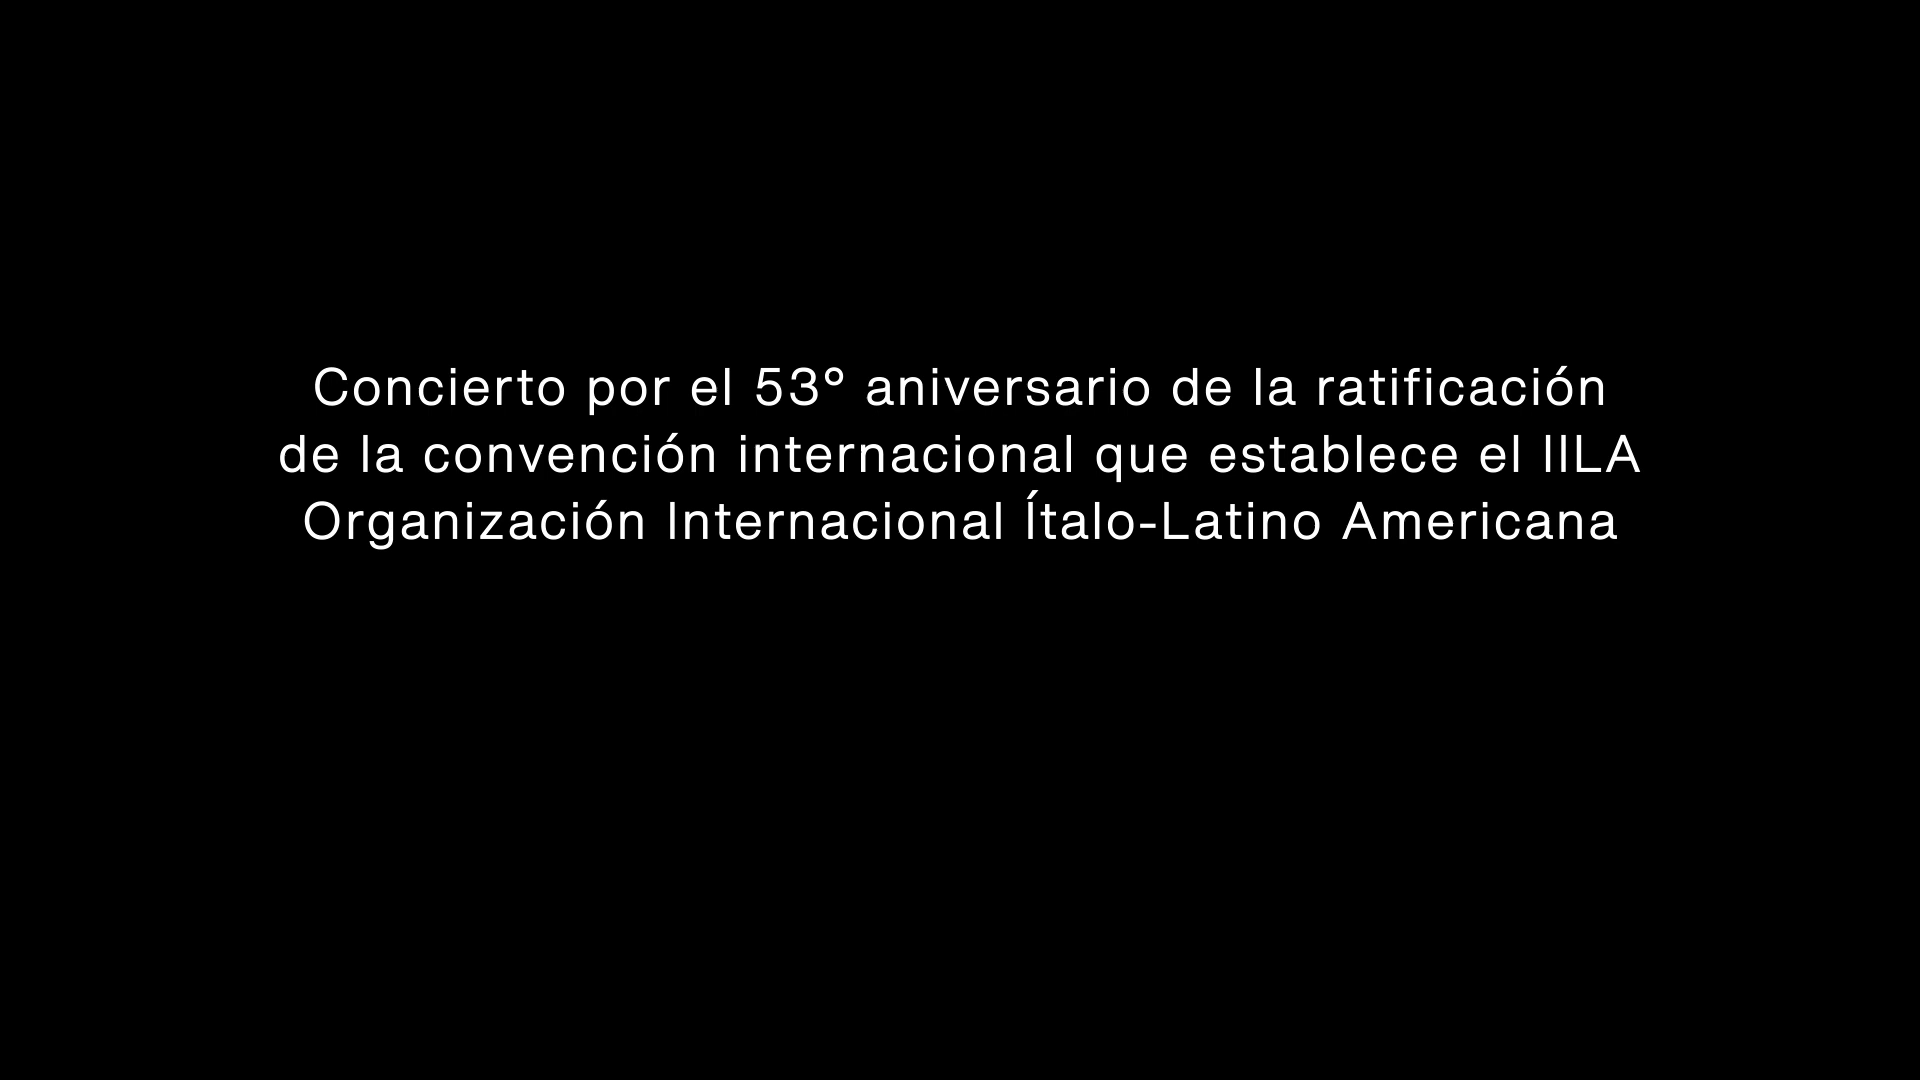 Concierto por el 53° aniversario de la ratificación
de la convención internacional que establece el IILA
Organización Internacional Ítalo-Latino Americana